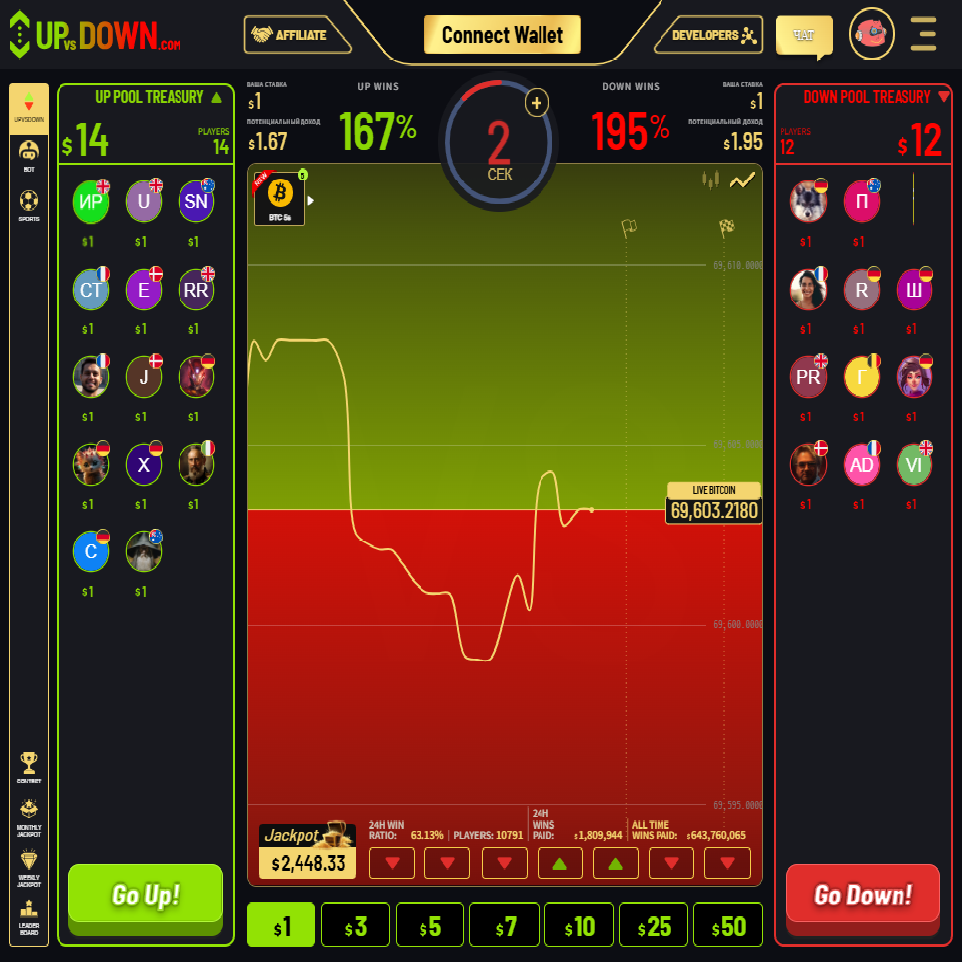 UP VS DOWN.COM
AFFILIATE
Connect Wallet
DEVELOPERS
ЧАТ
UPVSDOWN
BOT
SPORTS
CONTEST
MONTHLY JACKPOT
WEEKLY JACKPOT
LEADER BOARD
UP POOL TREASURY
$14
PLAYERS
14
ИР
U
SN
$1
$1
$1
CT
E
RR
$1
$1
$1
J
$1
$1
$1
X
$1
$1
$1
C
$1
$1
Go Up!
ВАША СТАВКА
$1
ПОТЕНЦИАЛЬНЫЙ ДОХОД
$1.67
UP WINS
167%
2
СЕК
DOWN WINS
195%
ВАША СТАВКА
$1
ПОТЕНЦИАЛЬНЫЙ ДОХОД
$1.95
NEW
BTC 5s
69,610.0000
69,605.0000
LIVE BITCOIN
69,603.2180
69,600.0000
69,595.0000
Jackpot
$2,448.33
24H WIN RATIO: 63.13%
PLAYERS: 10791
24H WINS PAID: $1,809,944
ALL TIME WINS PAID: $643,760,065
$1
$3
$5
$7
$10
$25
$50
DOWN POOL TREASURY
PLAYERS
12
$12
П
$1
$1
R
Ш
$1
$1
$1
PR
Г
$1
$1
$1
AD
VI
$1
$1
$1
Go Down!